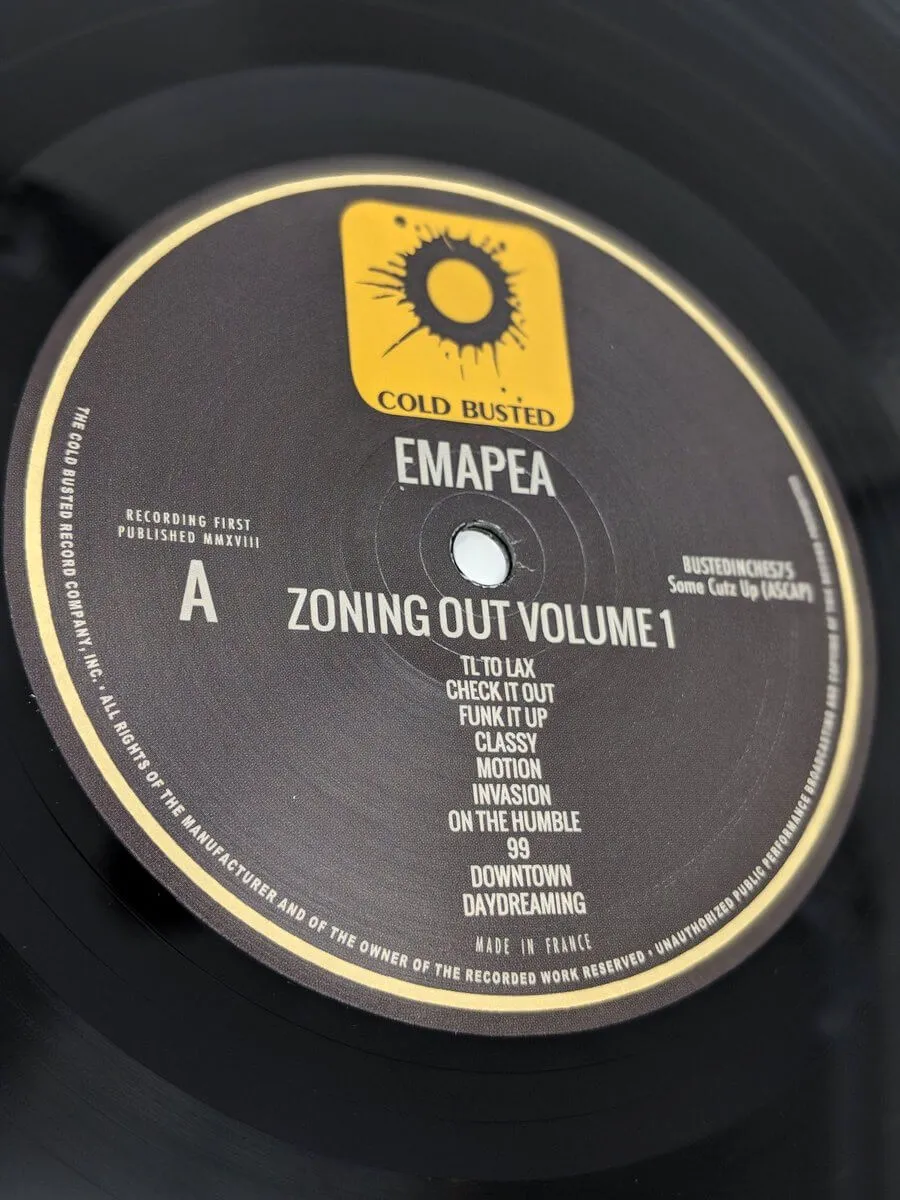 COLD BUSTED
EMAPEA
RECORDING FIRST
PUBLISHED MMXVIII
A
BUSTEDINCHES75
Some Cutz Up (ASCAP)
ZONING OUT VOLUME 1
TL TO LAX
CHECK IT OUT
FUNK IT UP
CLASSY
MOTION
INVASION
ON THE HUMBLE
99
DOWNTOWN
DAYDREAMING
MADE IN FRANCE
THE COLD BUSTED RECORD COMPANY, INC. • ALL RIGHTS OF THE MANUFACTURER AND OF THE OWNER OF THE RECORDED WORK RESERVED • UNAUTHORIZED PUBLIC PERFORMANCE BROADCASTING AND COPYING OF THIS RECORD